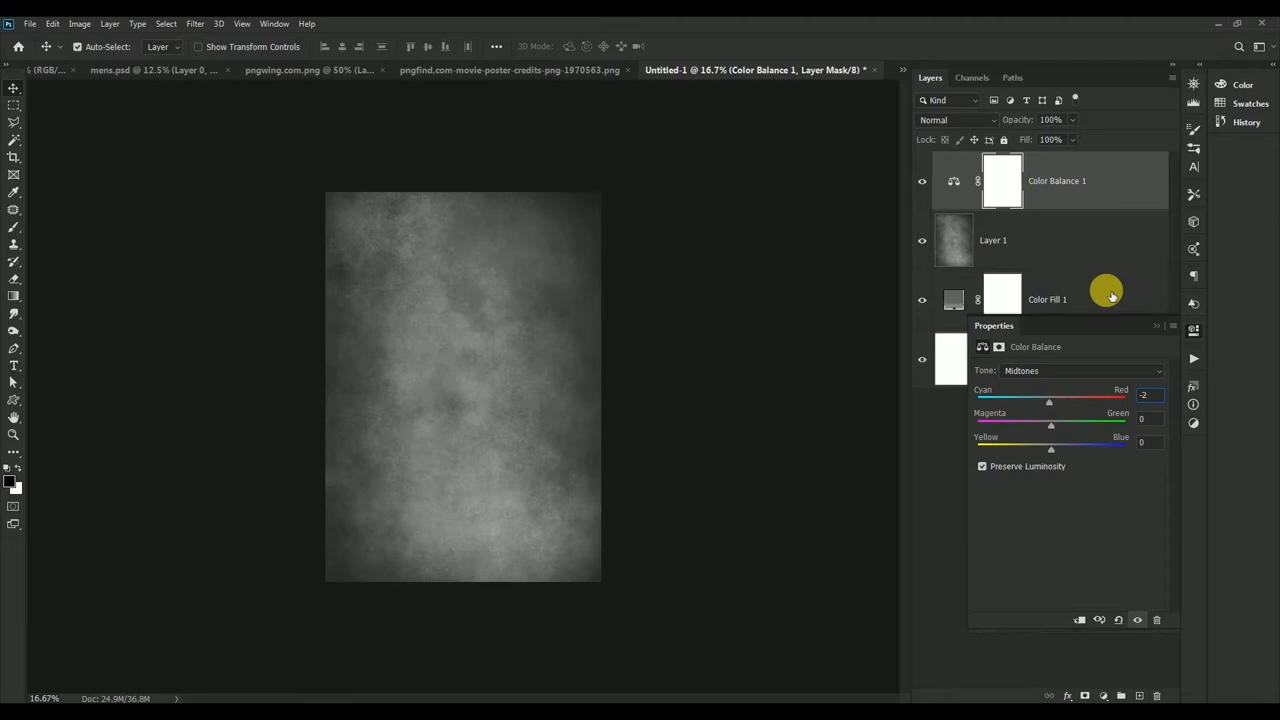 Ps File Edit Image Layer Type Select Filter 3D View Window Help
Auto-Select: Layer Show Transform Controls ••• 3D Mode:
% (RGB/... × mens.psd @ 12.5% (Layer 0, ... × pngwing.com.png @ 50% (La... × pngfind.com-movie-poster-credits-png-1970563.png × Untitled-1 @ 16.7% (Color Balance 1, Layer Mask/8) * ×
Layers Channels Paths
Color
Kind
Swatches
Normal Opacity: 100%
History
Lock: Fill: 100%
Color Balance 1
Layer 1
Color Fill 1
Properties
Color Balance
Tone: Midtones
Cyan Red -2
Magenta Green 0
Yellow Blue 0
Preserve Luminosity
16.67% Doc: 24.9M/36.8M